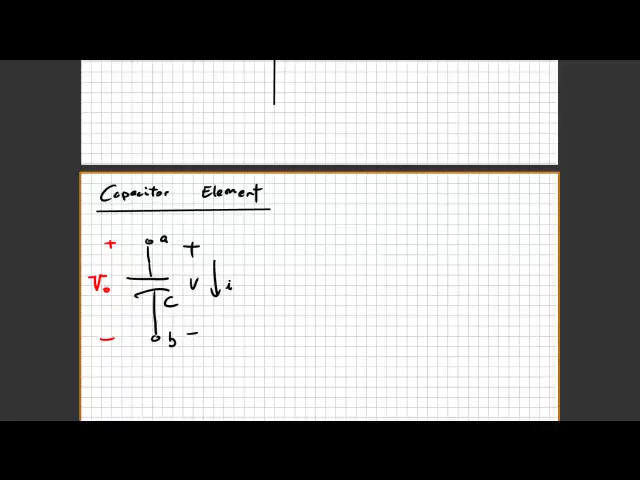 Capacitor Element
+ a +
V₀ C v i
- b -